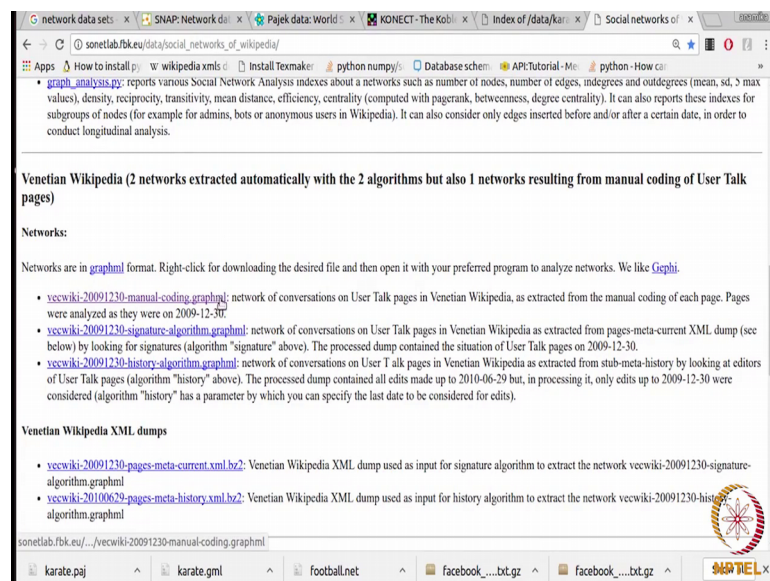 network data sets
SNAP: Network dat
Pajek data: World S
KONECT - The Koble
Index of /data/kara
Social networks of
anamika
sonetlab.fbk.eu/data/social_networks_of_wikipedia/
Apps How to install py wikipedia xmls d Install Texmaker python numpy/s Database schem API:Tutorial - Me python - How car »
• graph_analysis.py: reports various Social Network Analysis indexes about a networks such as number of nodes, number of edges, indegrees and outdegrees (mean, sd, 5 max
values), density, reciprocity, transitivity, mean distance, efficiency, centrality (computed with pagerank, betweenness, degree centrality). It can also reports these indexes for
subgroups of nodes (for example for admins, bots or anonymous users in Wikipedia). It can also consider only edges inserted before and/or after a certain date, in order to
conduct longitudinal analysis.
Venetian Wikipedia (2 networks extracted automatically with the 2 algorithms but also 1 networks resulting from manual coding of User Talk
pages)
Networks:
Networks are in graphml format. Right-click for downloading the desired file and then open it with your preferred program to analyze networks. We like Gephi.
• vecwiki-20091230-manual-coding.graphml: network of conversations on User Talk pages in Venetian Wikipedia, as extracted from the manual coding of each page. Pages
were analyzed as they were on 2009-12-30.
• vecwiki-20091230-signature-algorithm.graphml: network of conversations on User Talk pages in Venetian Wikipedia as extracted from pages-meta-current XML dump (see
below) by looking for signatures (algorithm "signature" above). The processed dump contained the situation of User Talk pages on 2009-12-30.
• vecwiki-20091230-history-algorithm.graphml: network of conversations on User T alk pages in Venetian Wikipedia as extracted from stub-meta-history by looking at editors
of User Talk pages (algorithm "history" above). The processed dump contained all edits made up to 2010-06-29 but, in processing it, only edits up to 2009-12-30 were
considered (algorithm "history" has a parameter by which you can specify the last date to be considered for edits).
Venetian Wikipedia XML dumps
• vecwiki-20091230-pages-meta-current.xml.bz2: Venetian Wikipedia XML dump used as input for signature algorithm to extract the network vecwiki-20091230-signature-
algorithm.graphml
• vecwiki-20100629-pages-meta-history.xml.bz2: Venetian Wikipedia XML dump used as input for history algorithm to extract the network vecwiki-20091230-history-
algorithm.graphml
sonetlab.fbk.eu/.../vecwiki-20091230-manual-coding.graphml
karate.paj karate.gml football.net facebook_....txt.gz facebook_....txt.gz
NPTEL